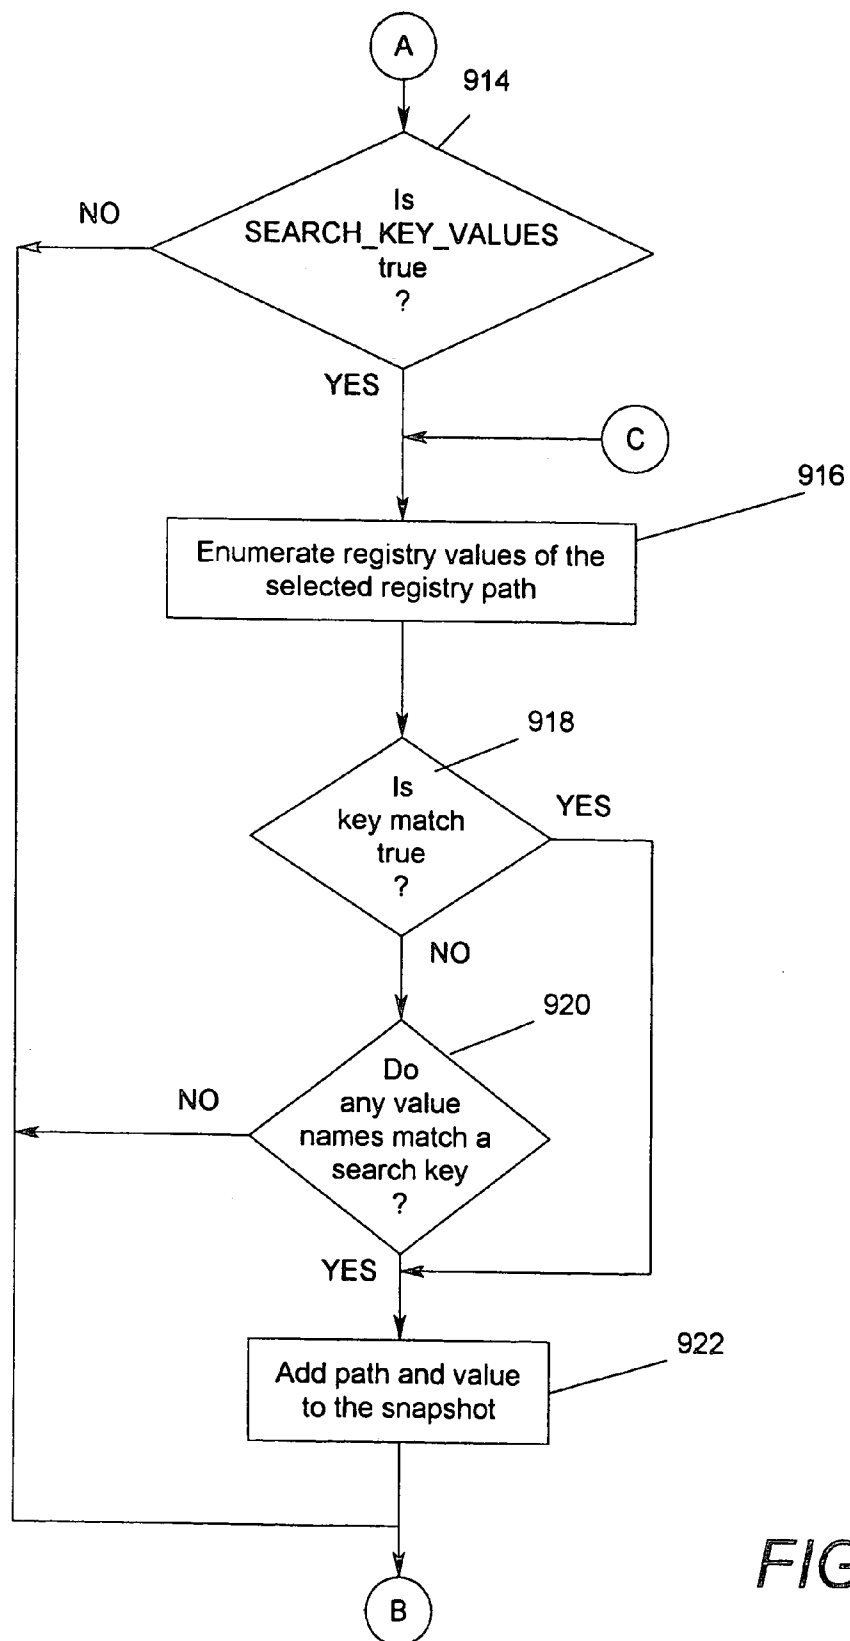 A
914
Is
SEARCH_KEY_VALUES
true
?
NO
YES
C
916
Enumerate registry values of the
selected registry path
918
Is
key match
true
?
YES
NO
920
Do
any value
names match a
search key
?
NO
YES
922
Add path and value
to the snapshot
B
FIG